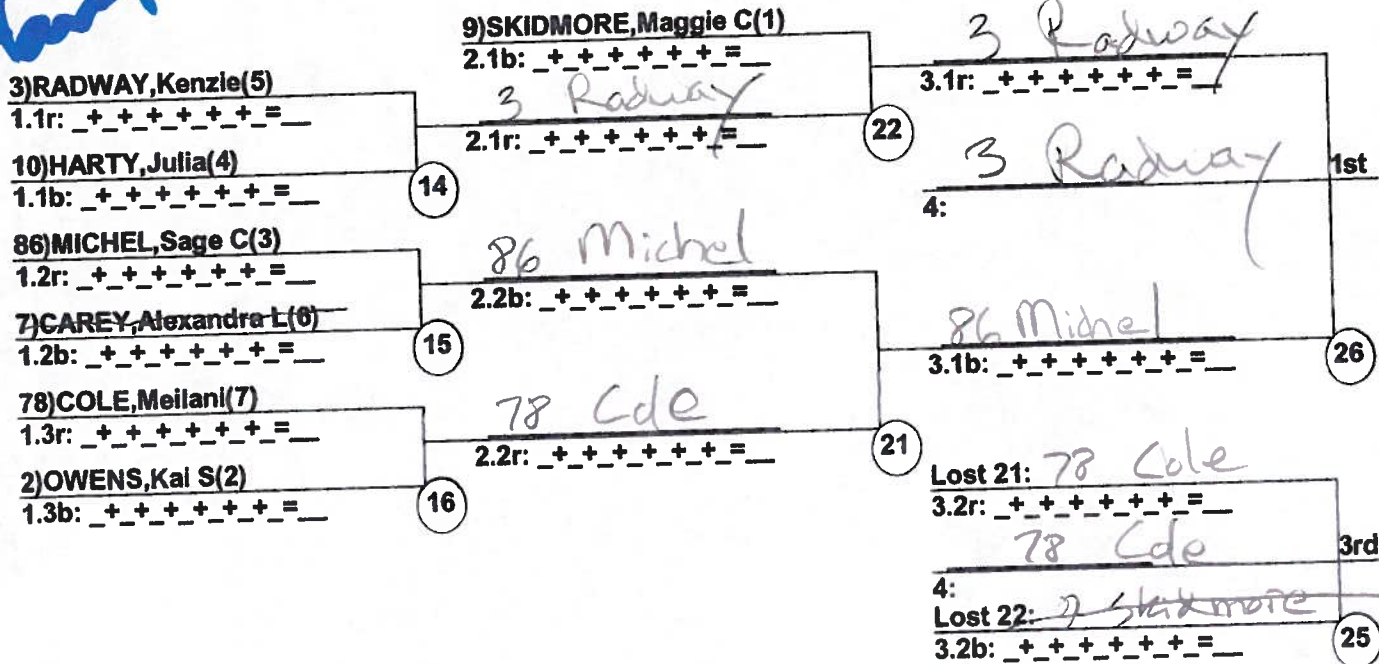 3)RADWAY,Kenzie(5)
1.1r: _+_+_+_+_+_=__
10)HARTY,Julia(4)
1.1b: _+_+_+_+_+_=__
14
86)MICHEL,Sage C(3)
1.2r: _+_+_+_+_+_=__
7)CAREY,Alexandra L(6)
1.2b: _+_+_+_+_+_=__
15
78)COLE,Meilani(7)
1.3r: _+_+_+_+_+_=__
2)OWENS,Kai S(2)
1.3b: _+_+_+_+_+_=__
16
9)SKIDMORE,Maggie C(1)
2.1b: _+_+_+_+_+_=__
3 Radway
2.1r: _+_+_+_+_+_=__
22
86 Michel
2.2b: _+_+_+_+_+_=__
78 Cole
2.2r: _+_+_+_+_+_=__
21
3 Radway
3.1r: _+_+_+_+_+_=__
3 Radway
1st
4:
86 Michel
3.1b: _+_+_+_+_+_=__
26
Lost 21: 78 Cole
3.2r: _+_+_+_+_+_=__
78 Cole
3rd
4:
Lost 22: Skidmore
3.2b: _+_+_+_+_+_=__
25